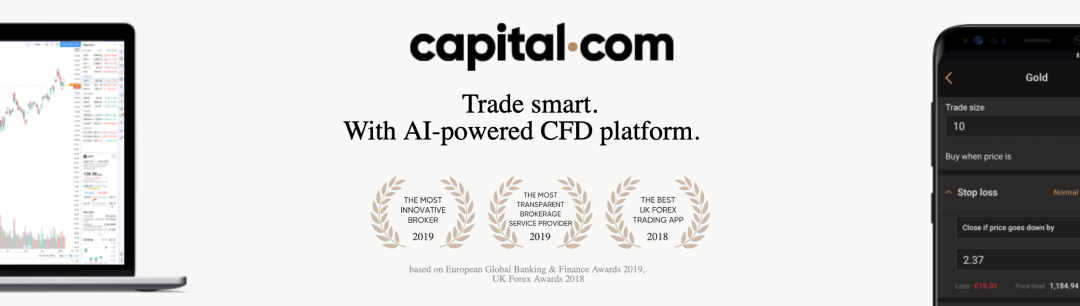 capital.com
Trade smart.
With AI-powered CFD platform.
THE MOST
INNOVATIVE
BROKER
2019
THE MOST
TRANSPARENT
BROKERAGE
SERVICE PROVIDER
2019
THE BEST
UK FOREX
TRADING APP
2018
based on European Global Banking & Finance Awards 2019,
UK Forex Awards 2018
Gold
Trade size
10
Buy when price is
Stop loss Normal
Close if price goes down by
2.37
Loss: £18.01 Price level: 1,184.94